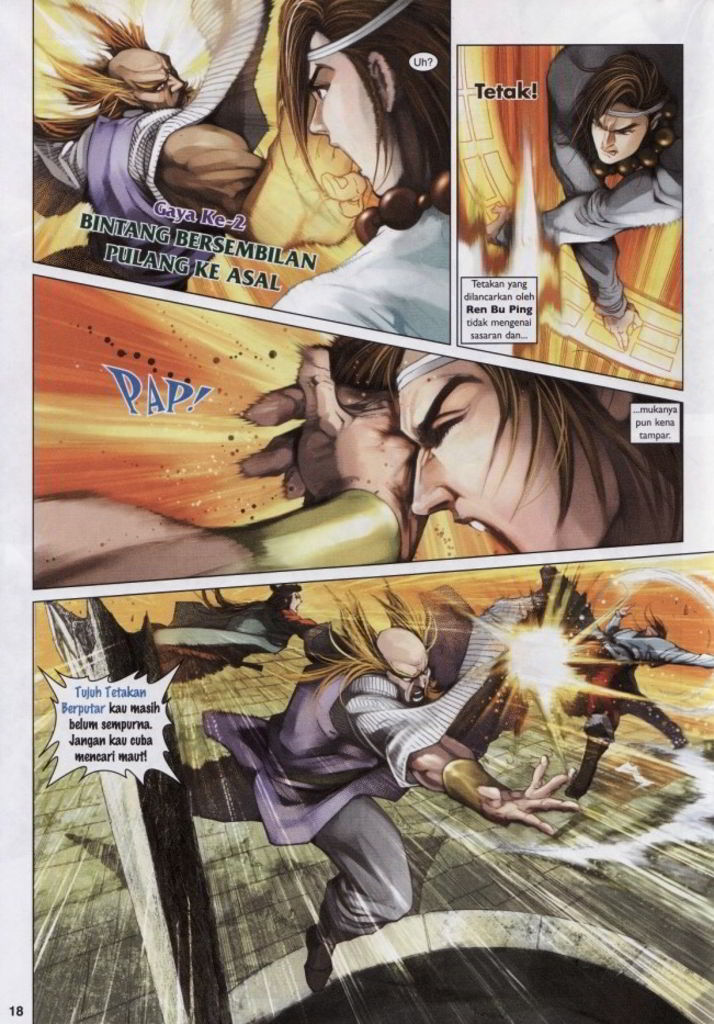 Uh?
Gaya Ke-2
BINTANG BERSEMBILAN
PULANG KE ASAL
Tetak!
Tetakan yang
dilancarkan oleh
Ren Bu Ping
tidak mengenai
sasaran dan...
PAP!
...mukanya
pun kena
tampar.
Tujuh Tetakan
Berputar kau masih
belum sempurna.
Jangan kau cuba
mencari maut!
18